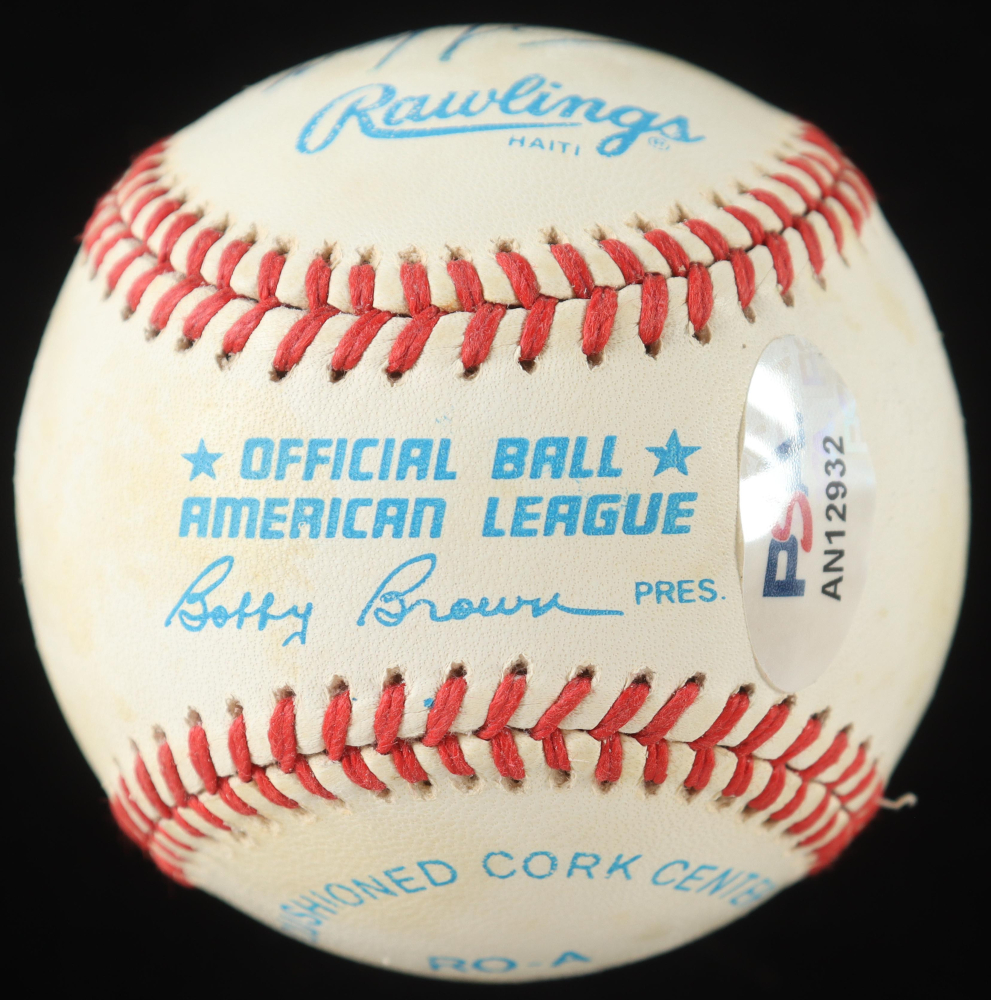 Rawlings ®
HAITI
★ OFFICIAL BALL ★
AMERICAN LEAGUE
Bobby Brown PRES.
PSA
AN12932
CUSHIONED CORK CENTER
RO-A